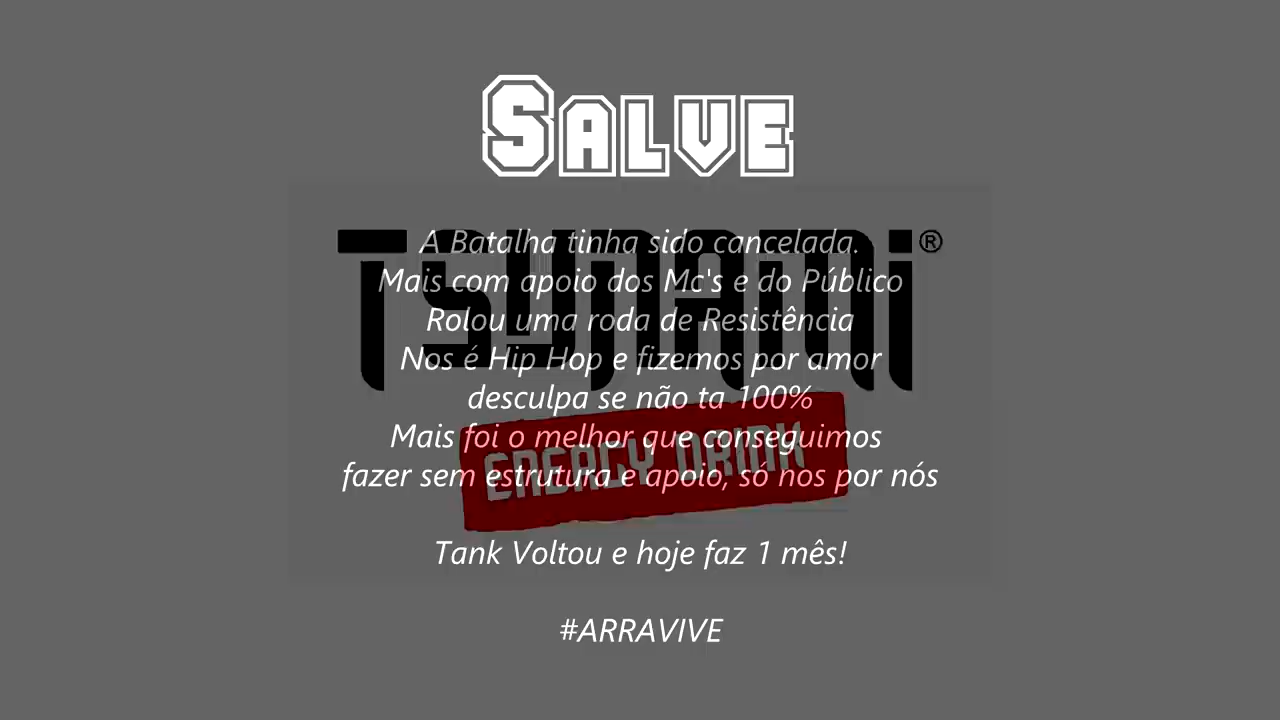 Salve
TSUNAMI®
A Batalha tinha sido cancelada.
Mais com apoio dos Mc's e do Público
Rolou uma roda de Resistência
Nos é Hip Hop e fizemos por amor
desculpa se não ta 100%
Mais foi o melhor que conseguimos
ENERGY DRINK
fazer sem estrutura e apoio, só nos por nós
Tank Voltou e hoje faz 1 mês!
#ARRAVIVE